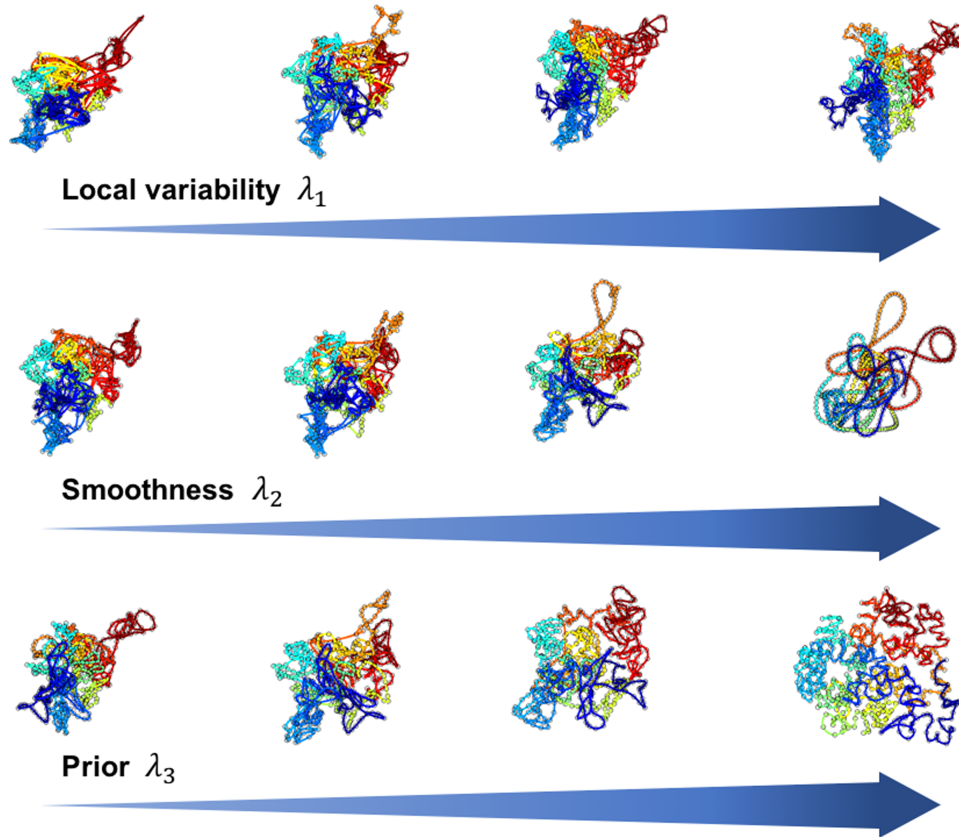 Local variability λ₁
Smoothness λ₂
Prior λ₃